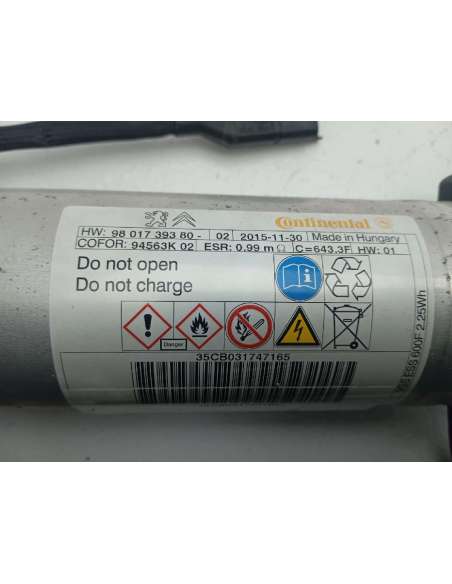 Continental
HW: 98 017 393 80 - 02 2015-11-30 Made in Hungary
COFOR: 94563K 02 ESR: 0,99 mΩ C=643,3F HW: 01
Do not open
Do not charge
Danger
35CB031747165
ESS 600F 2.25Wh